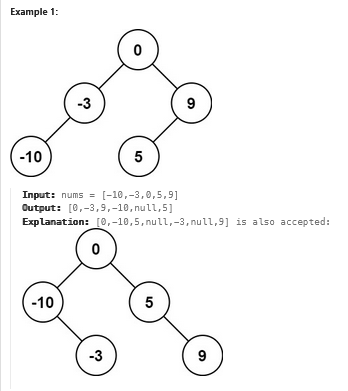 Example 1:
0
-3
9
-10
5
Input: nums = [-10,-3,0,5,9]
Output: [0,-3,9,-10,null,5]
Explanation: [0,-10,5,null,-3,null,9] is also accepted:
0
-10
5
-3
9